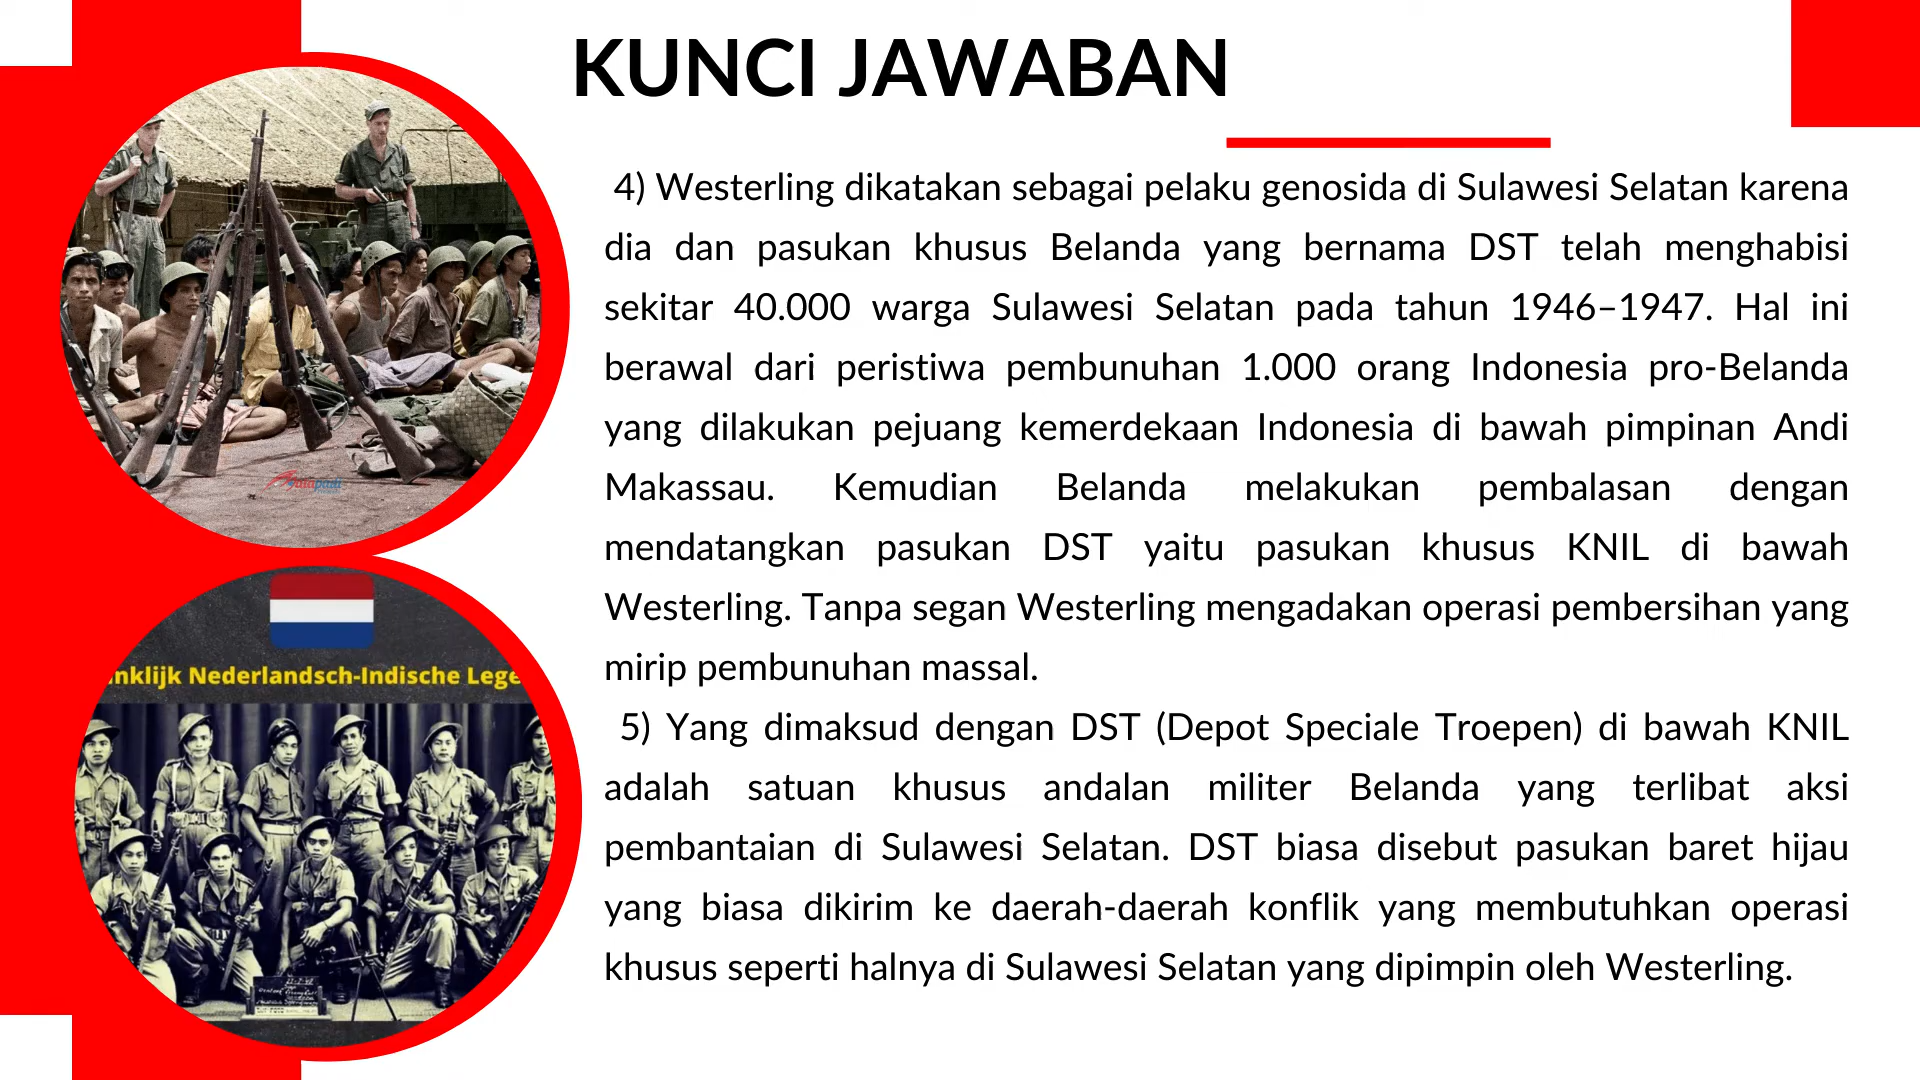 KUNCI JAWABAN
4) Westerling dikatakan sebagai pelaku genosida di Sulawesi Selatan karena
dia dan pasukan khusus Belanda yang bernama DST telah menghabisi
sekitar 40.000 warga Sulawesi Selatan pada tahun 1946–1947. Hal ini
berawal dari peristiwa pembunuhan 1.000 orang Indonesia pro-Belanda
yang dilakukan pejuang kemerdekaan Indonesia di bawah pimpinan Andi
Makassau. Kemudian Belanda melakukan pembalasan dengan
mendatangkan pasukan DST yaitu pasukan khusus KNIL di bawah
Westerling. Tanpa segan Westerling mengadakan operasi pembersihan yang
mirip pembunuhan massal.
5) Yang dimaksud dengan DST (Depot Speciale Troepen) di bawah KNIL
adalah satuan khusus andalan militer Belanda yang terlibat aksi
pembantaian di Sulawesi Selatan. DST biasa disebut pasukan baret hijau
yang biasa dikirim ke daerah-daerah konflik yang membutuhkan operasi
khusus seperti halnya di Sulawesi Selatan yang dipimpin oleh Westerling.
nklijk Nederlandsch-Indische Lege